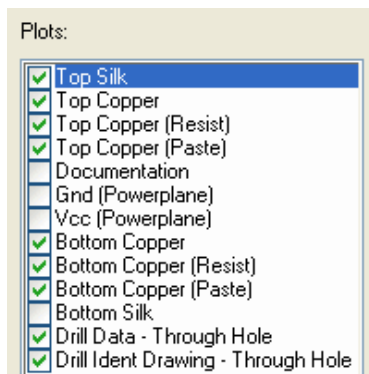 Plots:
Top Silk
Top Copper
Top Copper (Resist)
Top Copper (Paste)
Documentation
Gnd (Powerplane)
Vcc (Powerplane)
Bottom Copper
Bottom Copper (Resist)
Bottom Copper (Paste)
Bottom Silk
Drill Data - Through Hole
Drill Ident Drawing - Through Hole